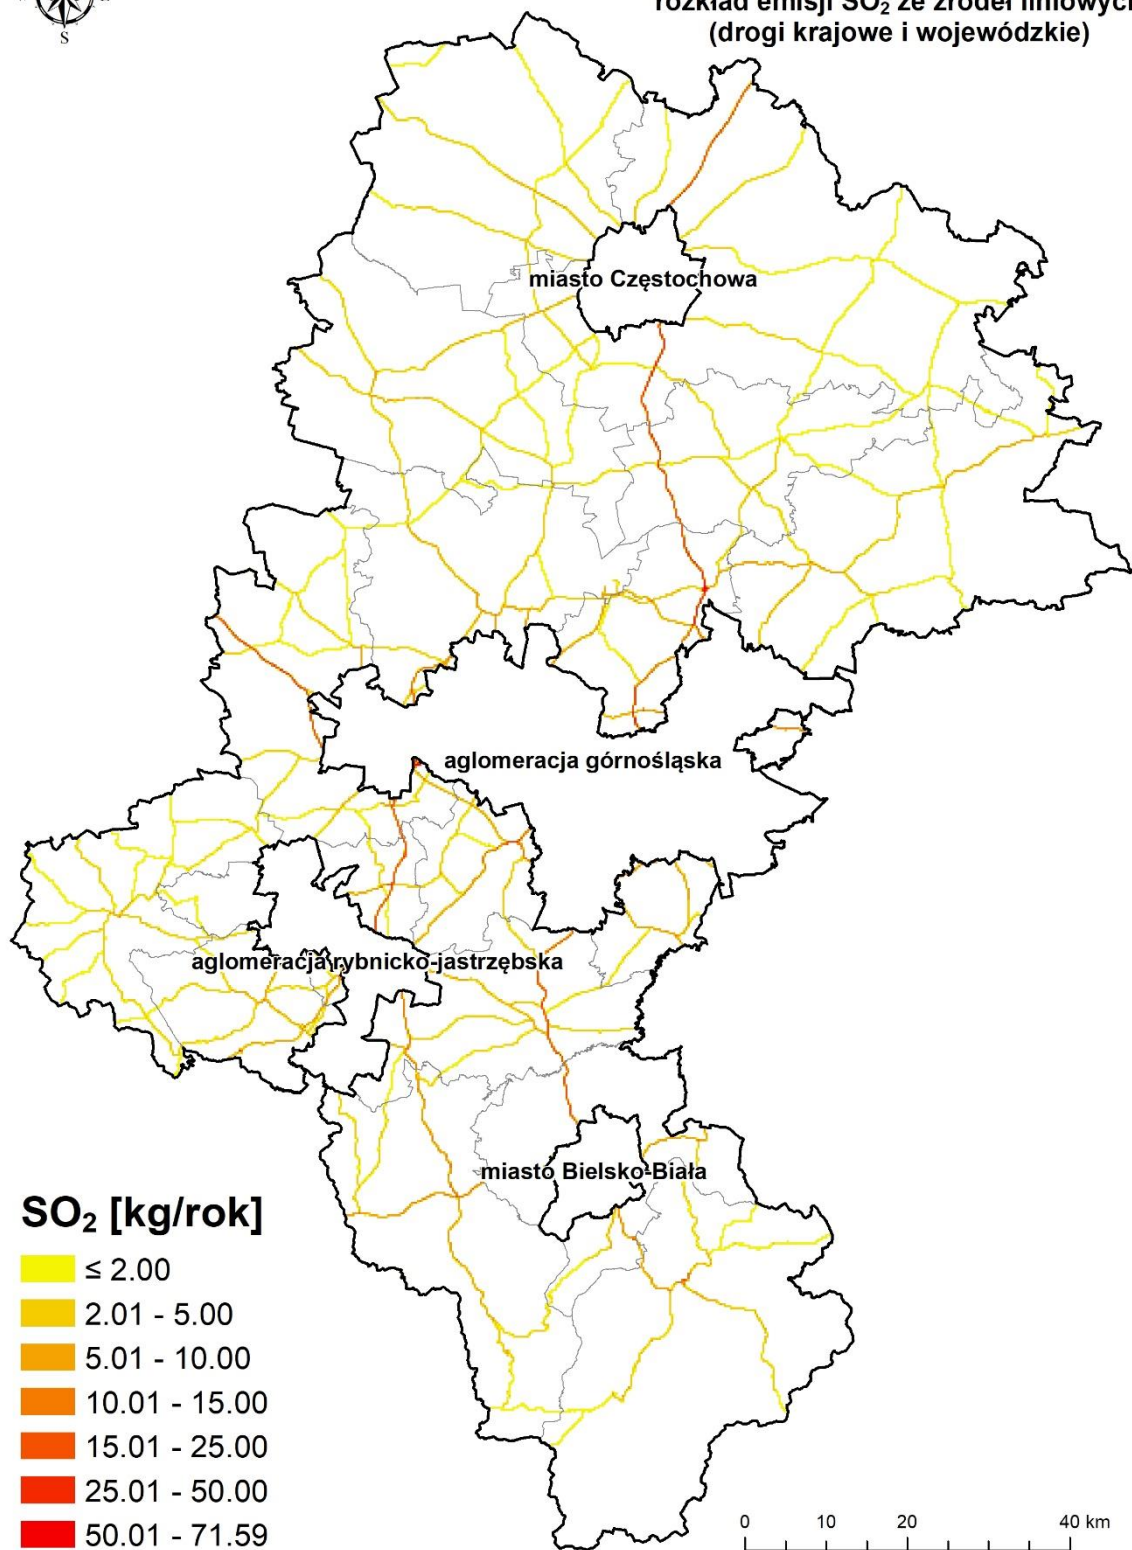 S
rozkład emisji SO₂ ze źródeł liniowych
(drogi krajowe i wojewódzkie)
miasto Częstochowa
aglomeracja górnośląska
aglomeracja rybnicko-jastrzębska
miasto Bielsko-Biała
SO₂ [kg/rok]
≤ 2.00
2.01 - 5.00
5.01 - 10.00
10.01 - 15.00
15.01 - 25.00
25.01 - 50.00
50.01 - 71.59
0 10 20 40 km